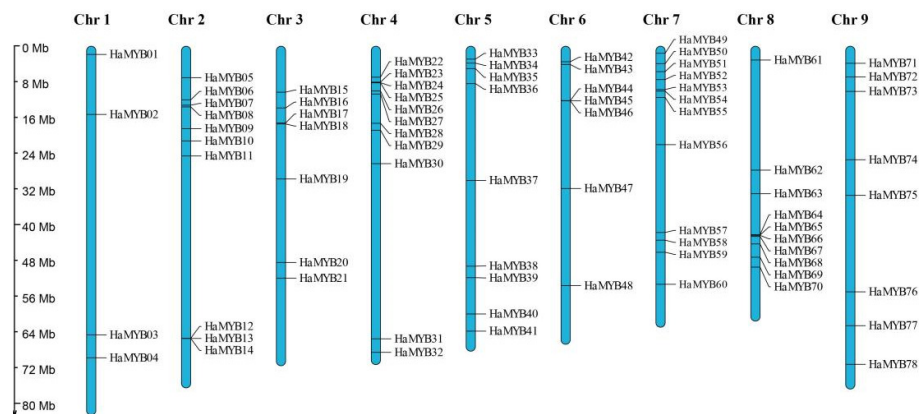 Chr 1 Chr 2 Chr 3 Chr 4 Chr 5 Chr 6 Chr 7 Chr 8 Chr 9
0 Mb
8 Mb
16 Mb
24 Mb
32 Mb
40 Mb
48 Mb
56 Mb
64 Mb
72 Mb
80 Mb
HaMYB01
HaMYB02
HaMYB03
HaMYB04
HaMYB05
HaMYB06
HaMYB07
HaMYB08
HaMYB09
HaMYB10
HaMYB11
HaMYB12
HaMYB13
HaMYB14
HaMYB15
HaMYB16
HaMYB17
HaMYB18
HaMYB19
HaMYB20
HaMYB21
HaMYB22
HaMYB23
HaMYB24
HaMYB25
HaMYB26
HaMYB27
HaMYB28
HaMYB29
HaMYB30
HaMYB31
HaMYB32
HaMYB33
HaMYB34
HaMYB35
HaMYB36
HaMYB37
HaMYB38
HaMYB39
HaMYB40
HaMYB41
HaMYB42
HaMYB43
HaMYB44
HaMYB45
HaMYB46
HaMYB47
HaMYB48
HaMYB49
HaMYB50
HaMYB51
HaMYB52
HaMYB53
HaMYB54
HaMYB55
HaMYB56
HaMYB57
HaMYB58
HaMYB59
HaMYB60
HaMYB61
HaMYB62
HaMYB63
HaMYB64
HaMYB65
HaMYB66
HaMYB67
HaMYB68
HaMYB69
HaMYB70
HaMYB71
HaMYB72
HaMYB73
HaMYB74
HaMYB75
HaMYB76
HaMYB77
HaMYB78